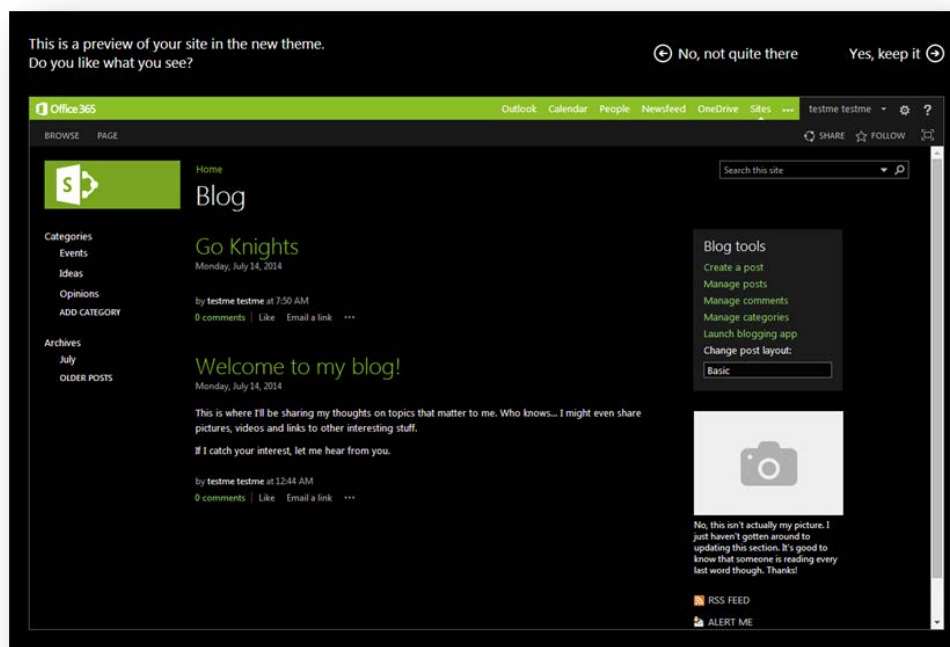 This is a preview of your site in the new theme.
Do you like what you see?
No, not quite there
Yes, keep it
Office 365
Outlook Calendar People Newsfeed OneDrive Sites ••• testme testme ?
BROWSE PAGE
SHARE FOLLOW
S
Home
Blog
Search this site
Categories
Events
Ideas
Opinions
ADD CATEGORY
Archives
July
OLDER POSTS
Go Knights
Monday, July 14, 2014
by testme testme at 7:50 AM
0 comments | Like Email a link •••
Welcome to my blog!
Monday, July 14, 2014
This is where I'll be sharing my thoughts on topics that matter to me. Who knows... I might even share
pictures, videos and links to other interesting stuff.
If I catch your interest, let me hear from you.
by testme testme at 12:44 AM
0 comments | Like Email a link •••
Blog tools
Create a post
Manage posts
Manage comments
Manage categories
Launch blogging app
Change post layout:
Basic
No, this isn't actually my picture. I
just haven't gotten around to
updating this section. It's good to
know that someone is reading every
last word though. Thanks!
RSS FEED
ALERT ME